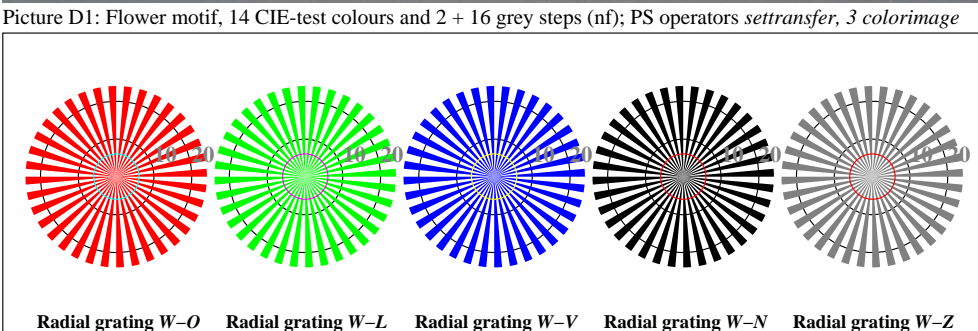 Picture D1: Flower motif, 14 CIE-test colours and 2 + 16 grey steps (nf); PS operators settransfer, 3 colorimage
10 20 10 20 10 20 10 20 10 20
Radial grating W–O Radial grating W–L Radial grating W–V Radial grating W–N Radial grating W–Z